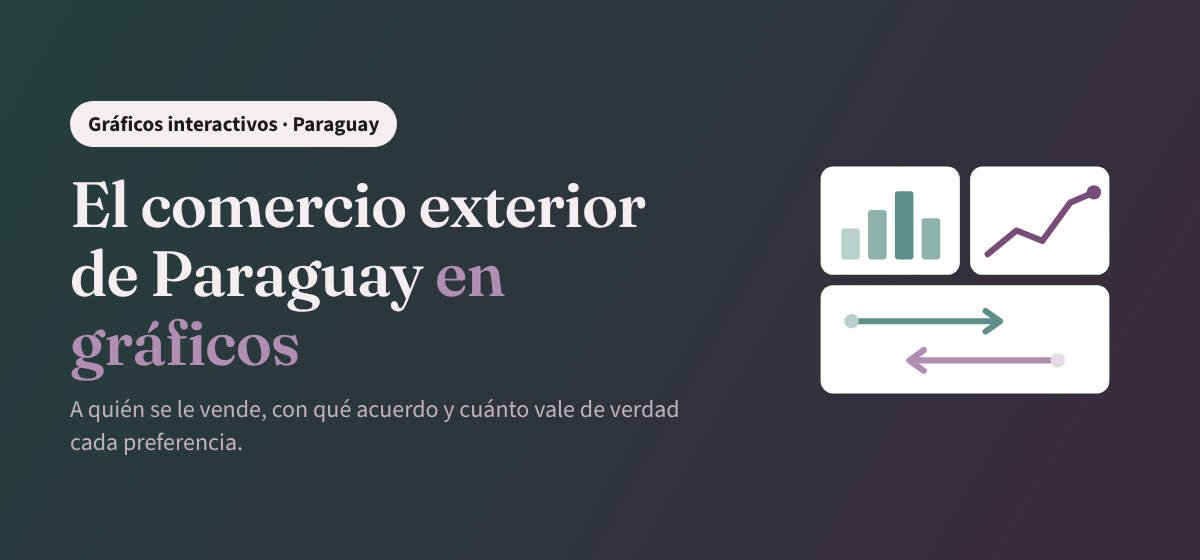 Gráficos interactivos · Paraguay
El comercio exterior
de Paraguay en
gráficos
A quién se le vende, con qué acuerdo y cuánto vale de verdad
cada preferencia.